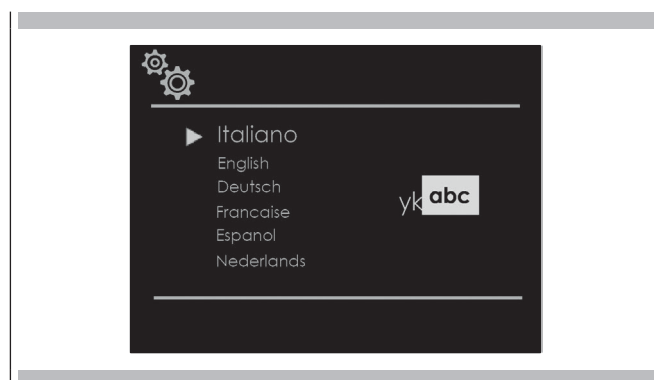 Italiano
English
Deutsch
Francaise
Espanol
Nederlands
yk abc